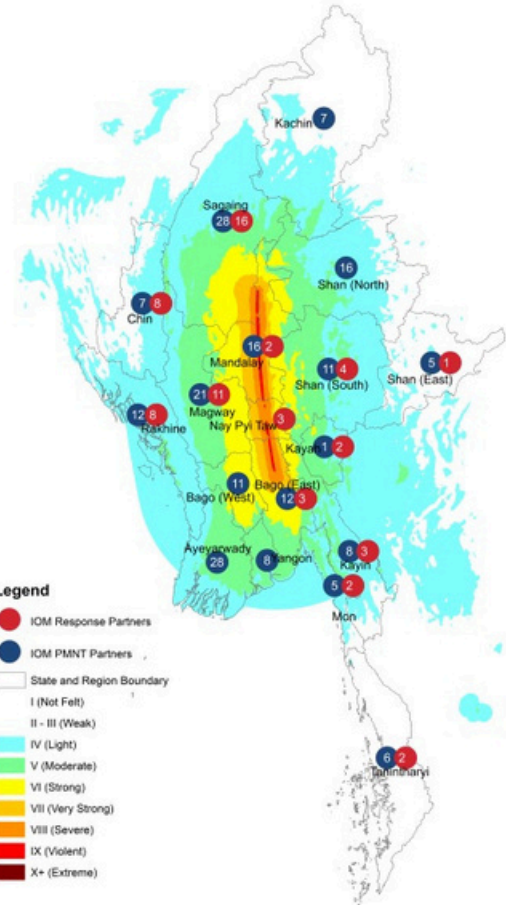 Kachin 7
Sagaing
28 16
16
Shan (North)
7 8
Chin
16 2
Mandalay
11 4
Shan (South)
5 1
Shan (East)
21 11
Magway
12 8
Rakhine
Nay Pyi Taw 3
Kayah 1 2
11
Bago (West)
Bago (East)
12 3
Ayeyarwady
28
8 Yangon
8 3
Kayin
5 2
Mon
6 2
Tanintharyi
Legend
IOM Response Partners
IOM PMNT Partners
State and Region Boundary
I (Not Felt)
II - III (Weak)
IV (Light)
V (Moderate)
VI (Strong)
VII (Very Strong)
VIII (Severe)
IX (Violent)
X+ (Extreme)